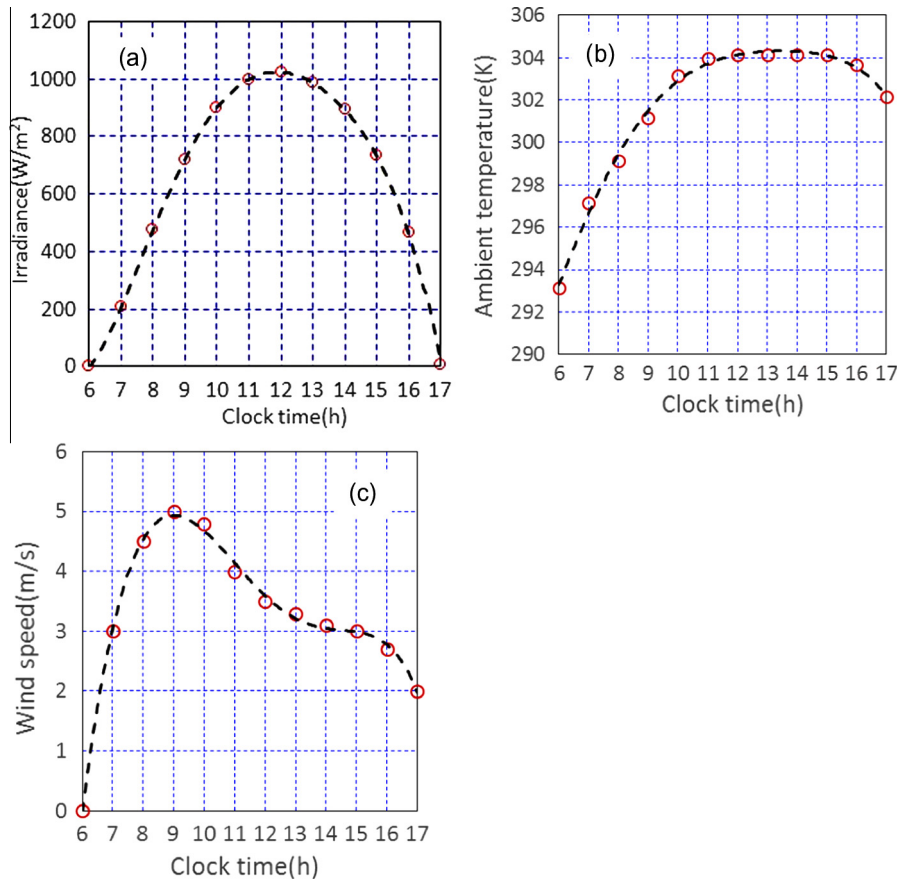 (a)
1200
1000
800
600
400
200
0
Irradiance(W/m⁻²)
6 7 8 9 10 11 12 13 14 15 16 17
Clock time(h)
(b)
306
304
302
300
298
296
294
292
290
Ambient temperature(K)
6 7 8 9 10 11 12 13 14 15 16 17
Clock time(h)
(c)
6
5
4
3
2
1
0
Wind speed(m/s)
6 7 8 9 10 11 12 13 14 15 16 17
Clock time(h)